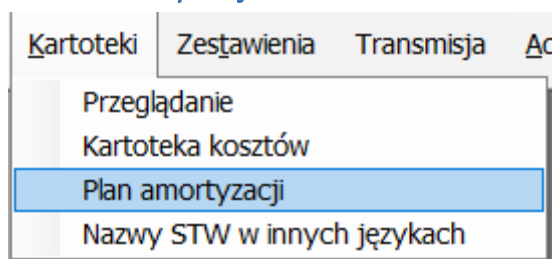 Kartoteki Zestawienia Transmisja
Przeglądanie
Kartoteka kosztów
Plan amortyzacji
Nazwy STW w innych językach